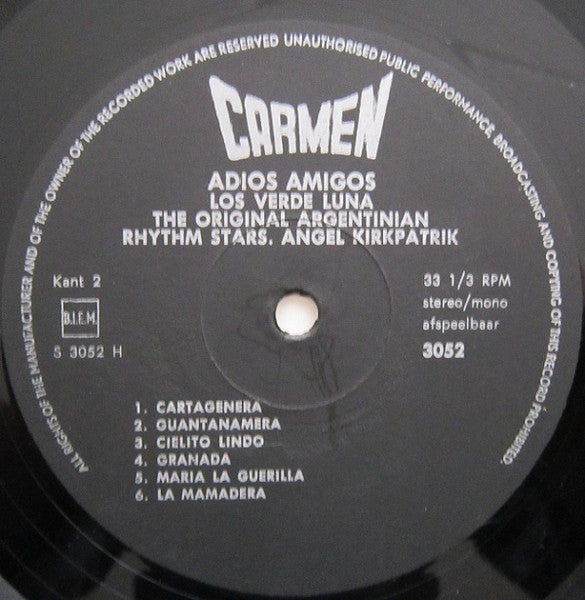 ALL RIGHTS OF THE MANUFACTURER AND OF THE OWNER OF THE RECORDED WORK ARE RESERVED UNAUTHORISED PUBLIC PERFORMANCE, BROADCASTING AND COPYING OF THIS RECORD PROHIBITED.
CARMEN
ADIOS AMIGOS
LOS VERDE LUNA
THE ORIGINAL ARGENTINIAN
RHYTHM STARS. ANGEL KIRKPATRIK
Kant 2
B.I.E.M.
S 3052 H
33 1/3 RPM
stereo/mono
afspeelbaar
3052
1. CARTAGENERA
2. GUANTANAMERA
3. CIELITO LINDO
4. GRANADA
5. MARIA LA GUERILLA
6. LA MAMADERA